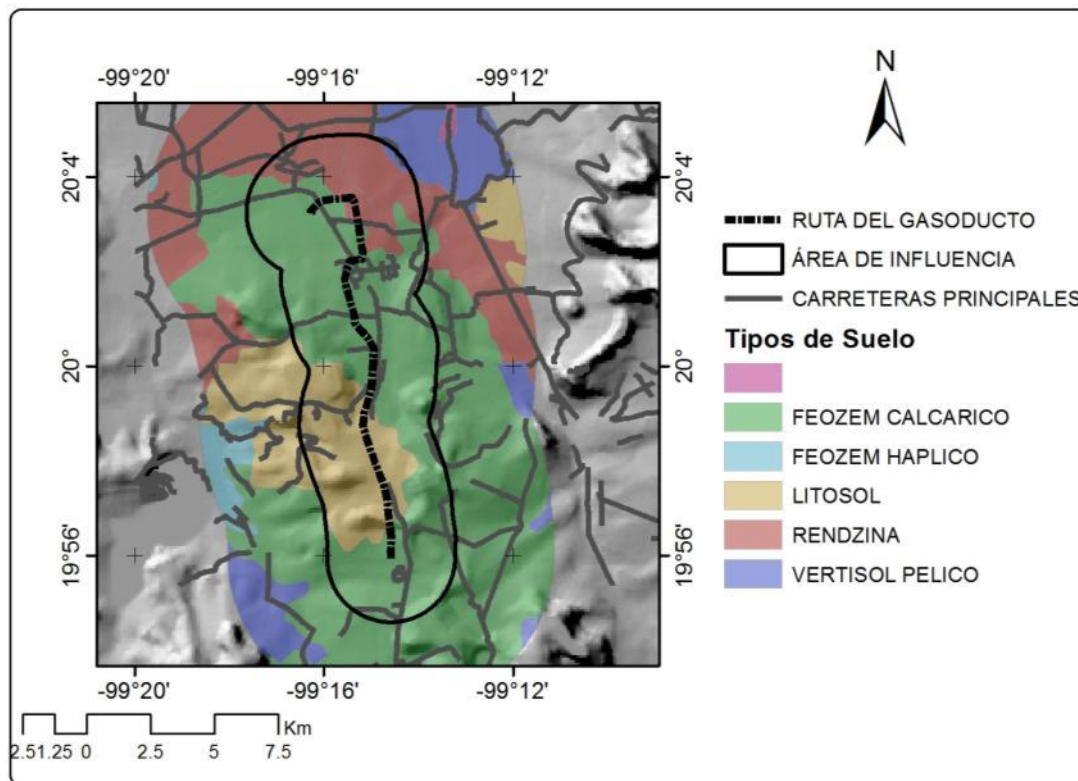 N
-99°20' -99°16' -99°12'
20°4' 20°4'
20° 20°
19°56' 19°56'
-99°20' -99°16' -99°12'
Km
2.51.25 0 2.5 5 7.5
RUTA DEL GASODUCTO
ÁREA DE INFLUENCIA
CARRETERAS PRINCIPALES
Tipos de Suelo
FEOZEM CALCARICO
FEOZEM HAPLICO
LITOSOL
RENDZINA
VERTISOL PELICO